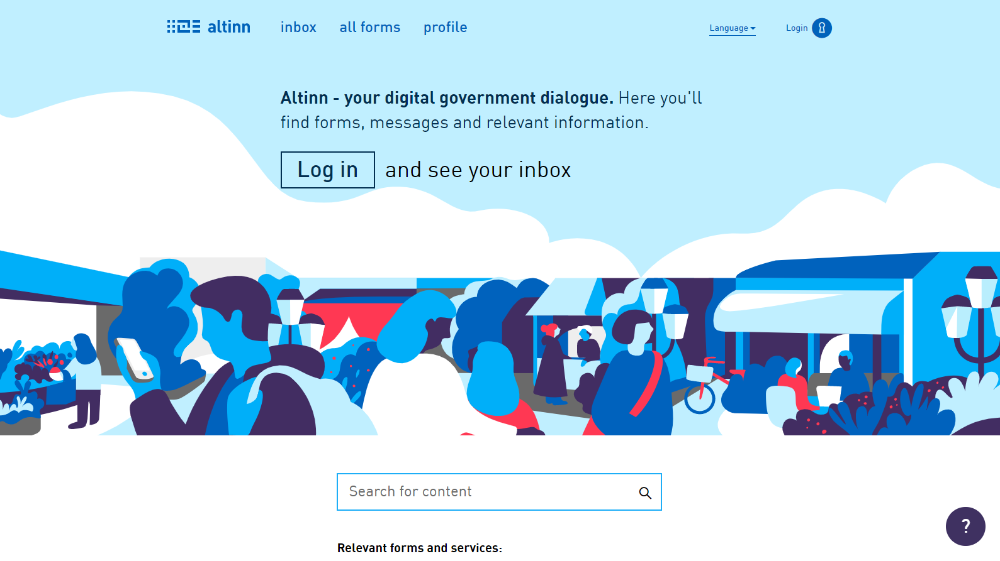 altinn inbox all forms profile Language Login
Altinn - your digital government dialogue. Here you'll
find forms, messages and relevant information.
Log in and see your inbox
Search for content
?
Relevant forms and services: